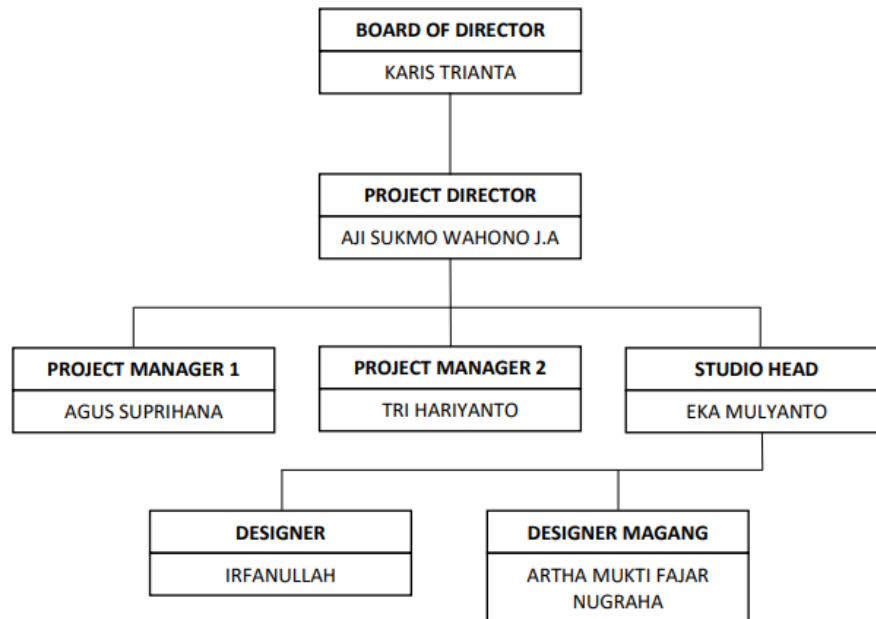 BOARD OF DIRECTOR
KARIS TRIANTA
PROJECT DIRECTOR
AJI SUKMO WAHONO J.A
PROJECT MANAGER 1
AGUS SUPRIHANA
PROJECT MANAGER 2
TRI HARIYANTO
STUDIO HEAD
EKA MULYANTO
DESIGNER
IRFANULLAH
DESIGNER MAGANG
ARTHA MUKTI FAJAR
NUGRAHA